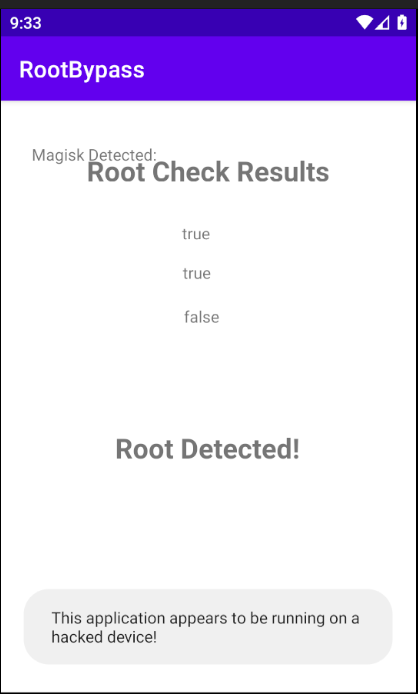 9:33
RootBypass
Magisk Detected:
Root Check Results
true
true
false
Root Detected!
This application appears to be running on a
hacked device!